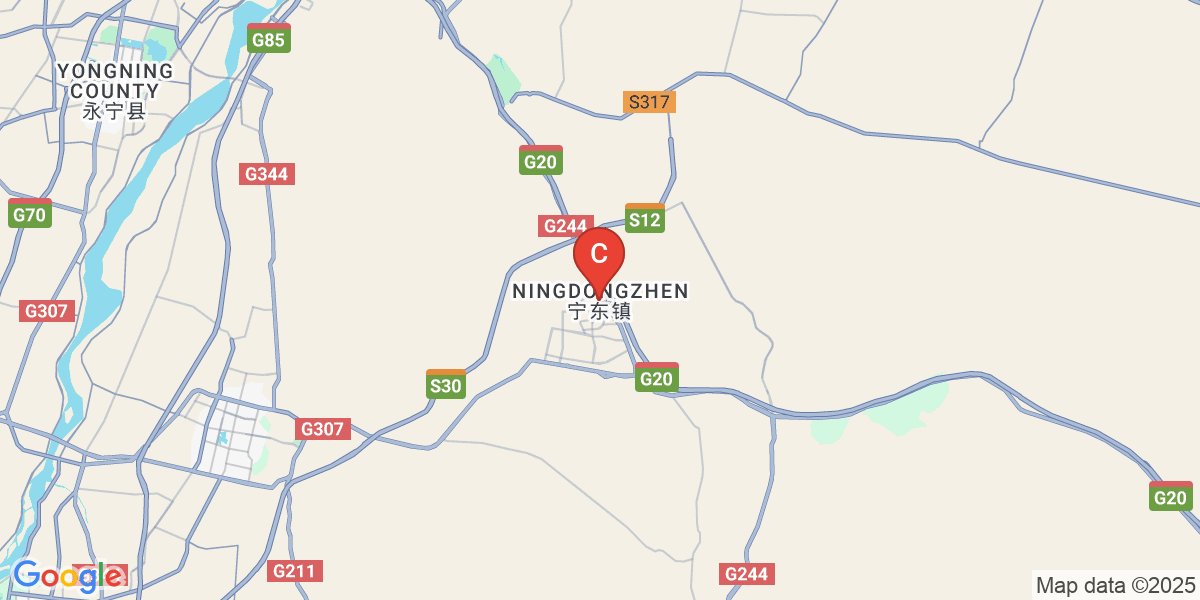 G85
YONGNING
COUNTY
永宁县
S317
G20
G344
G70
G244
S12
C
NINGDONGZHEN
宁东镇
G307
G20
S30
G307
G20
G211
G244
Google
Map data ©2025